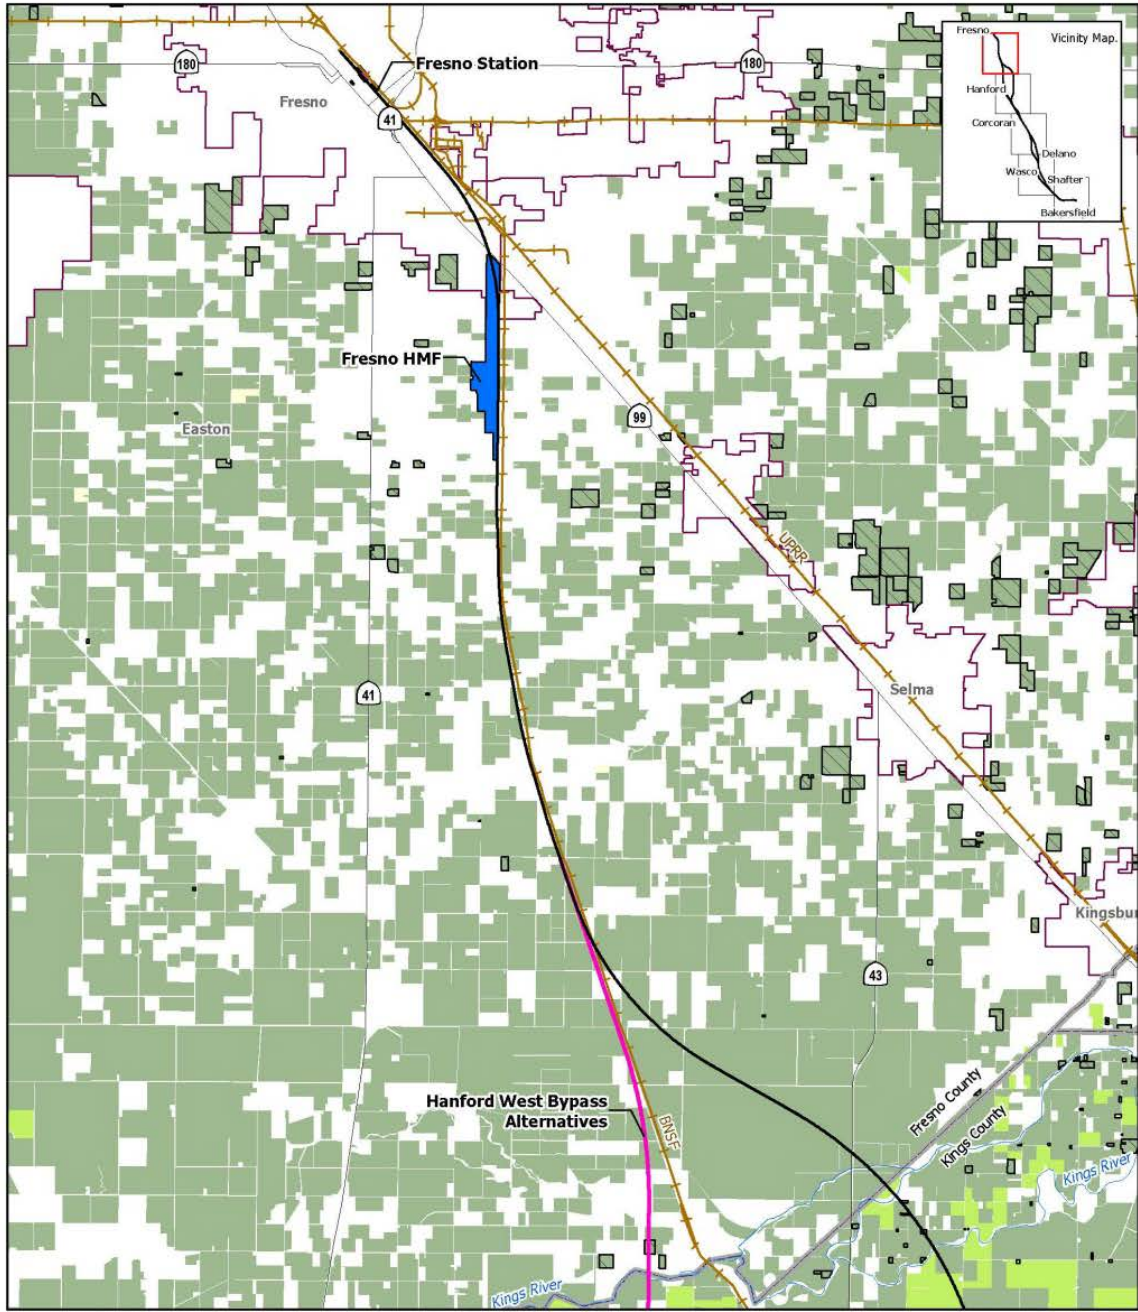 Fresno
Vicinity Map.
Hanford
Corcoran
Delano
Wasco
Shafter
Bakersfield
180
Fresno Station
180
Fresno
41
Fresno HMF
99
Easton
UPRR
41
Selma
Kingsbur
43
Hanford West Bypass
Alternatives
BNSF
Fresno County
Kings County
Kings River
Kings River